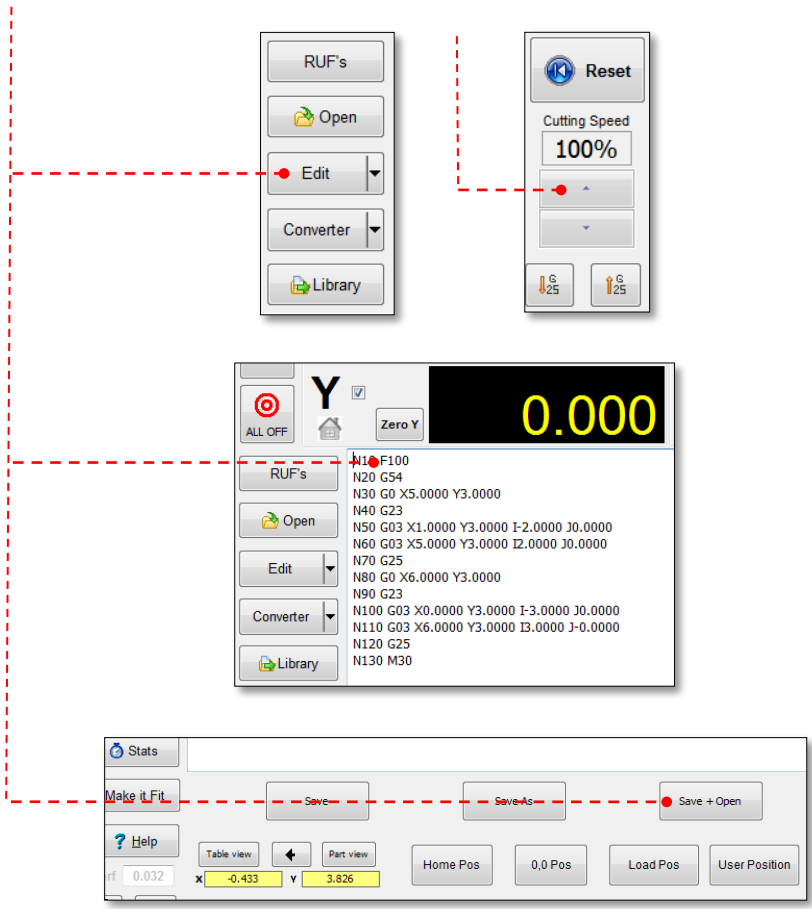 RUF's
Open
Edit
Converter
Library
Reset
Cutting Speed
100%
G
25
G
25
ALL OFF
Y
Zero Y
0.000
RUF's
Open
Edit
Converter
Library
N10 F100
N20 G54
N30 G0 X5.0000 Y3.0000
N40 G23
N50 G03 X1.0000 Y3.0000 I-2.0000 J0.0000
N60 G03 X5.0000 Y3.0000 I2.0000 J0.0000
N70 G25
N80 G0 X6.0000 Y3.0000
N90 G23
N100 G03 X0.0000 Y3.0000 I-3.0000 J0.0000
N110 G03 X6.0000 Y3.0000 I3.0000 J-0.0000
N120 G25
N130 M30
Stats
Make it Fit
Help
0.032
Save
Save As
Save + Open
Table view
Part view
X -0.433 Y 3.826
Home Pos
0,0 Pos
Load Pos
User Position